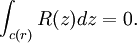 ∫_{c(r)} R(z)dz = 0.